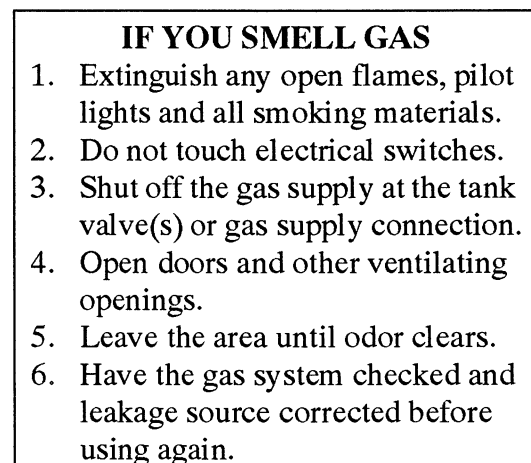 IF YOU SMELL GAS
1. Extinguish any open flames, pilot
lights and all smoking materials.
2. Do not touch electrical switches.
3. Shut off the gas supply at the tank
valve(s) or gas supply connection.
4. Open doors and other ventilating
openings.
5. Leave the area until odor clears.
6. Have the gas system checked and
leakage source corrected before
using again.